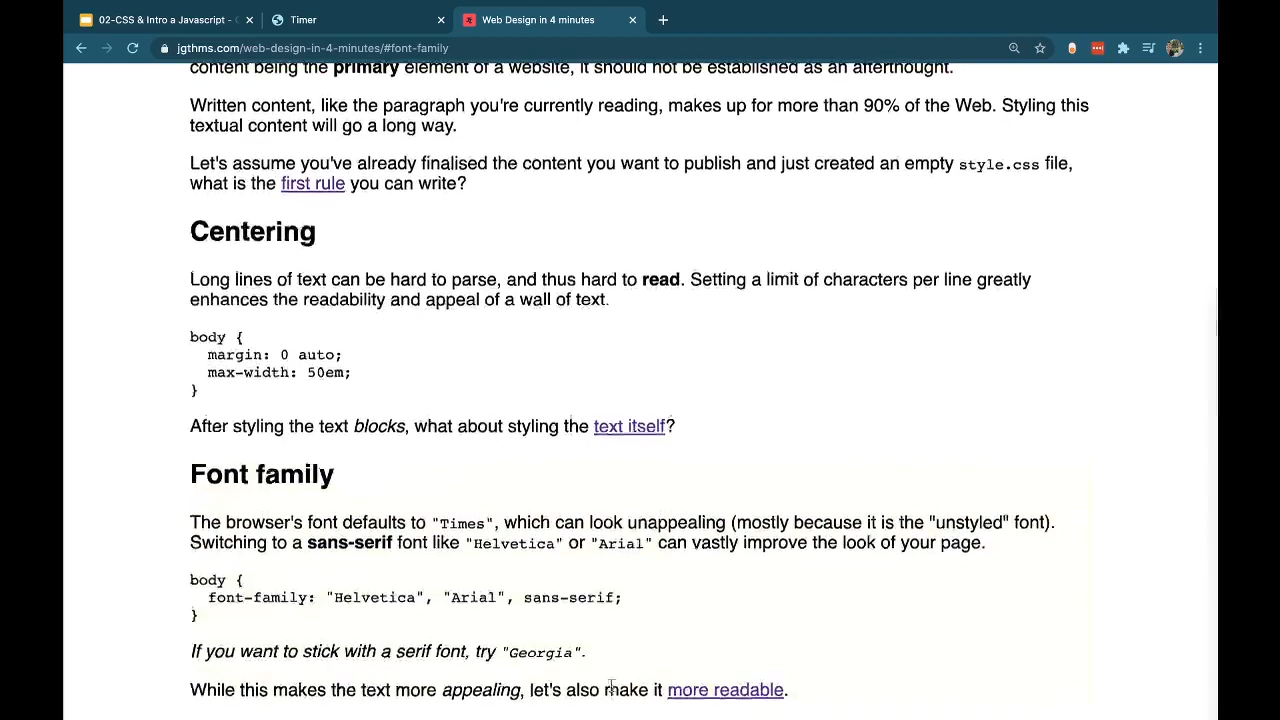 02-CSS & Intro a Javascript -
Timer
Web Design in 4 minutes
jgthms.com/web-design-in-4-minutes/#font-family
content being the primary element of a website, it should not be established as an afterthought.
Written content, like the paragraph you're currently reading, makes up for more than 90% of the Web. Styling this
textual content will go a long way.
Let's assume you've already finalised the content you want to publish and just created an empty style.css file,
what is the first rule you can write?
Centering
Long lines of text can be hard to parse, and thus hard to read. Setting a limit of characters per line greatly
enhances the readability and appeal of a wall of text.
body {
margin: 0 auto;
max-width: 50em;
}
After styling the text blocks, what about styling the text itself?
Font family
The browser's font defaults to "Times", which can look unappealing (mostly because it is the "unstyled" font).
Switching to a sans-serif font like "Helvetica" or "Arial" can vastly improve the look of your page.
body {
font-family: "Helvetica", "Arial", sans-serif;
}
If you want to stick with a serif font, try "Georgia".
While this makes the text more appealing, let's also make it more readable.